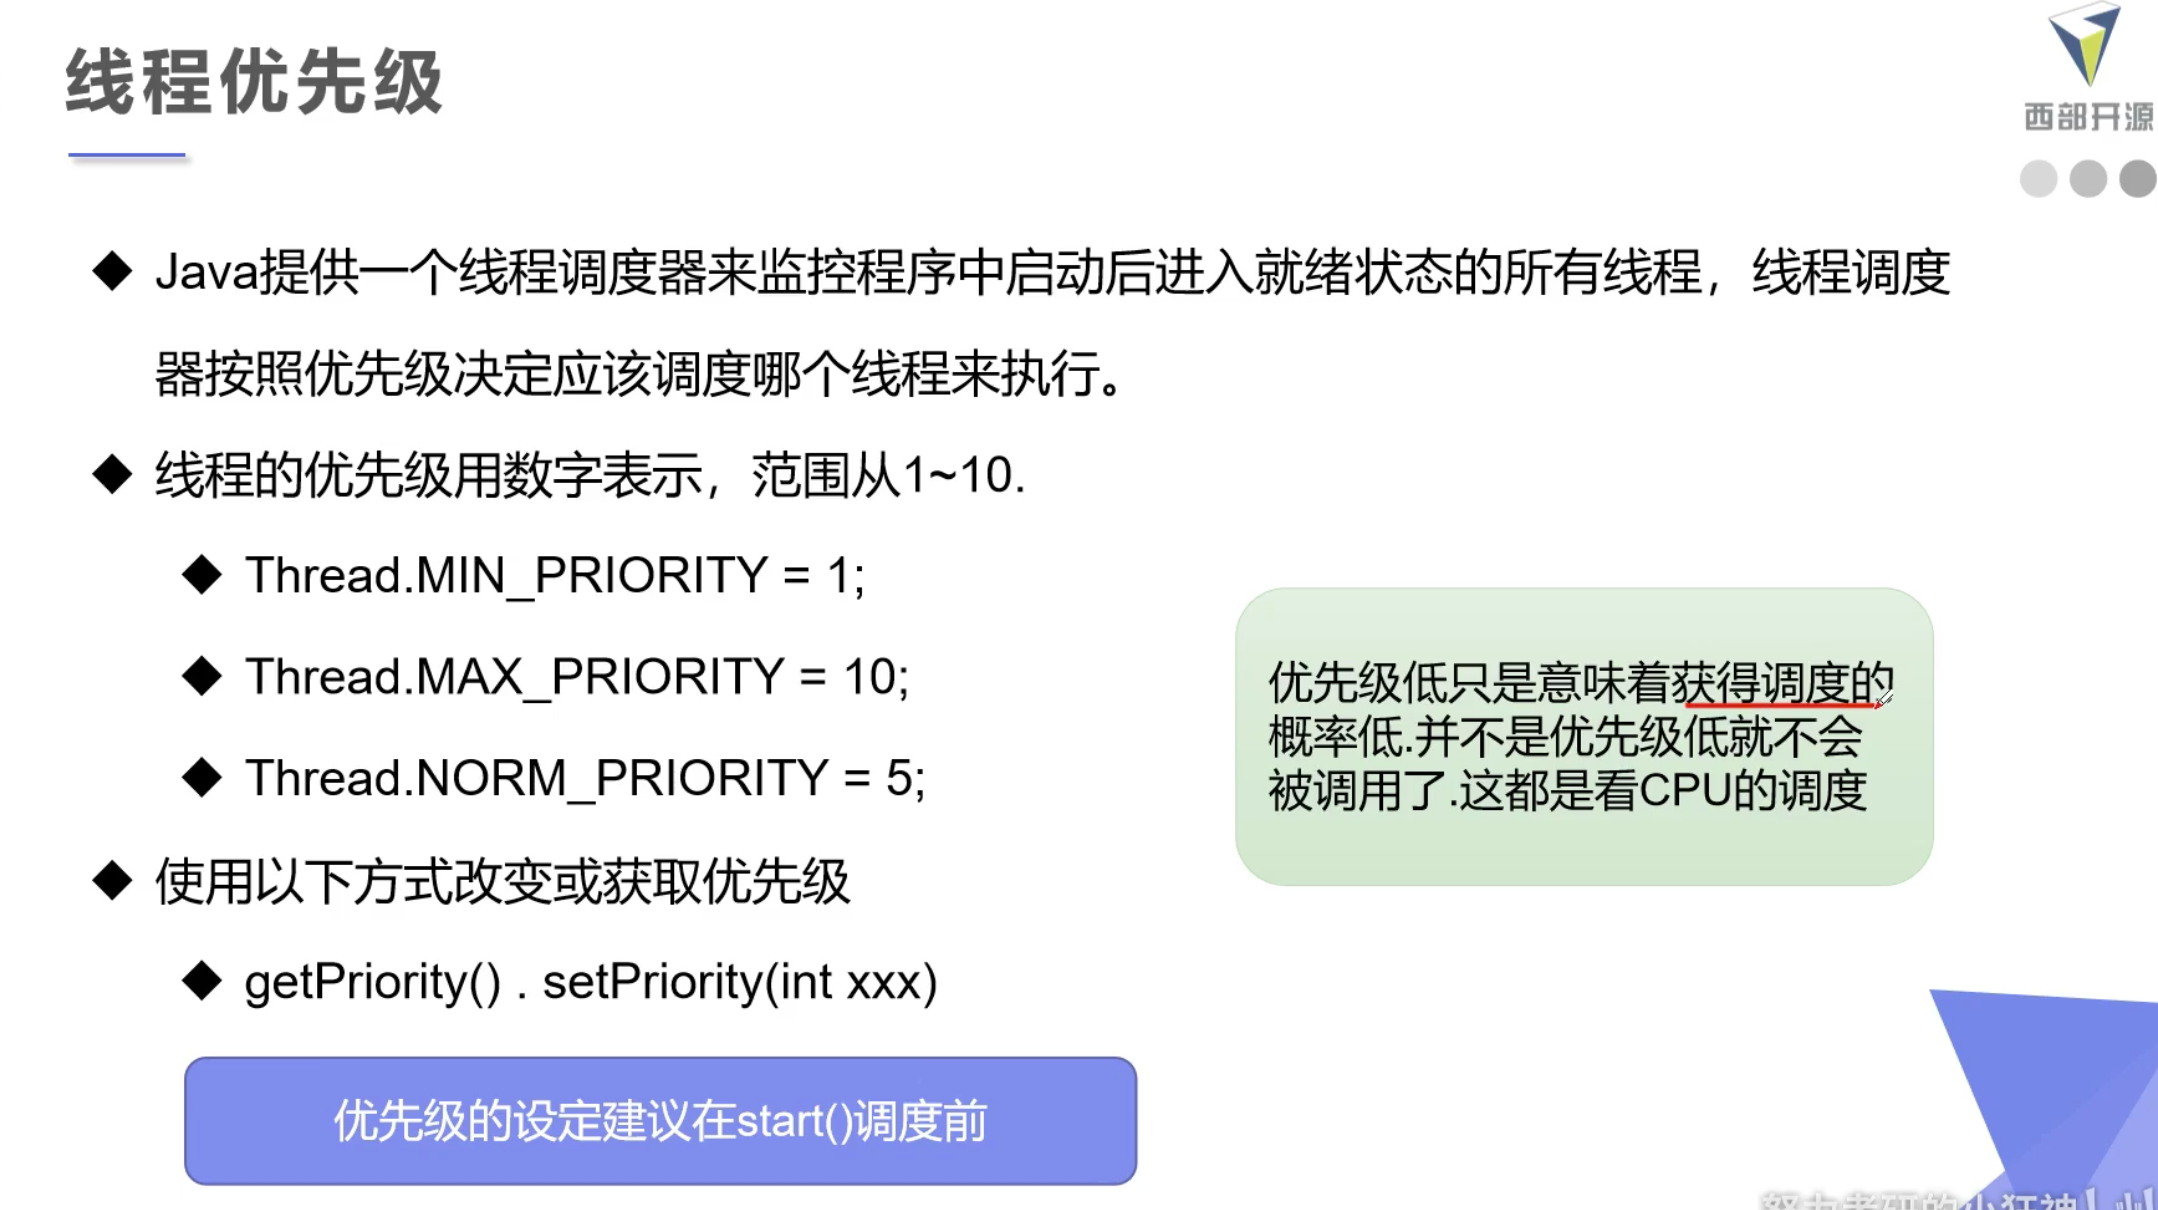 线程优先级
西部开源
Java提供一个线程调度器来监控程序中启动后进入就绪状态的所有线程，线程调度
器按照优先级决定应该调度哪个线程来执行。
线程的优先级用数字表示，范围从1~10.
Thread.MIN_PRIORITY = 1;
Thread.MAX_PRIORITY = 10;
Thread.NORM_PRIORITY = 5;
优先级低只是意味着获得调度的
概率低.并不是优先级低就不会
被调用了.这都是看CPU的调度
使用以下方式改变或获取优先级
getPriority() . setPriority(int xxx)
优先级的设定建议在start()调度前